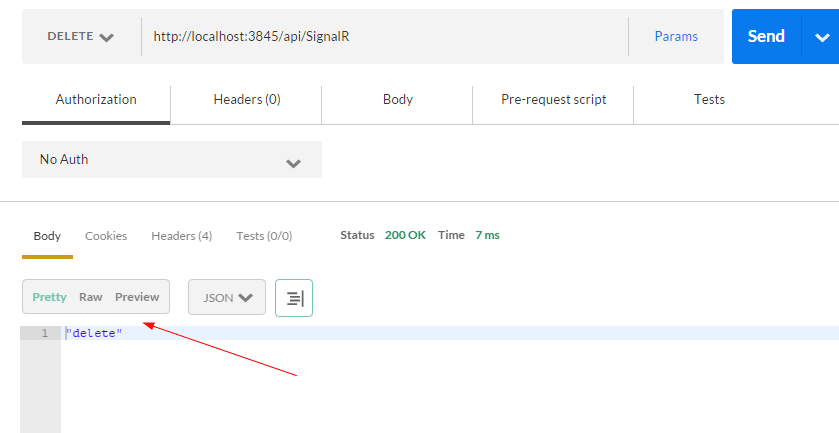 DELETE http://localhost:3845/api/SignalR Params Send
Authorization Headers (0) Body Pre-request script Tests
No Auth
Body Cookies Headers (4) Tests (0/0) Status 200 OK Time 7 ms
Pretty Raw Preview JSON
1 "delete"